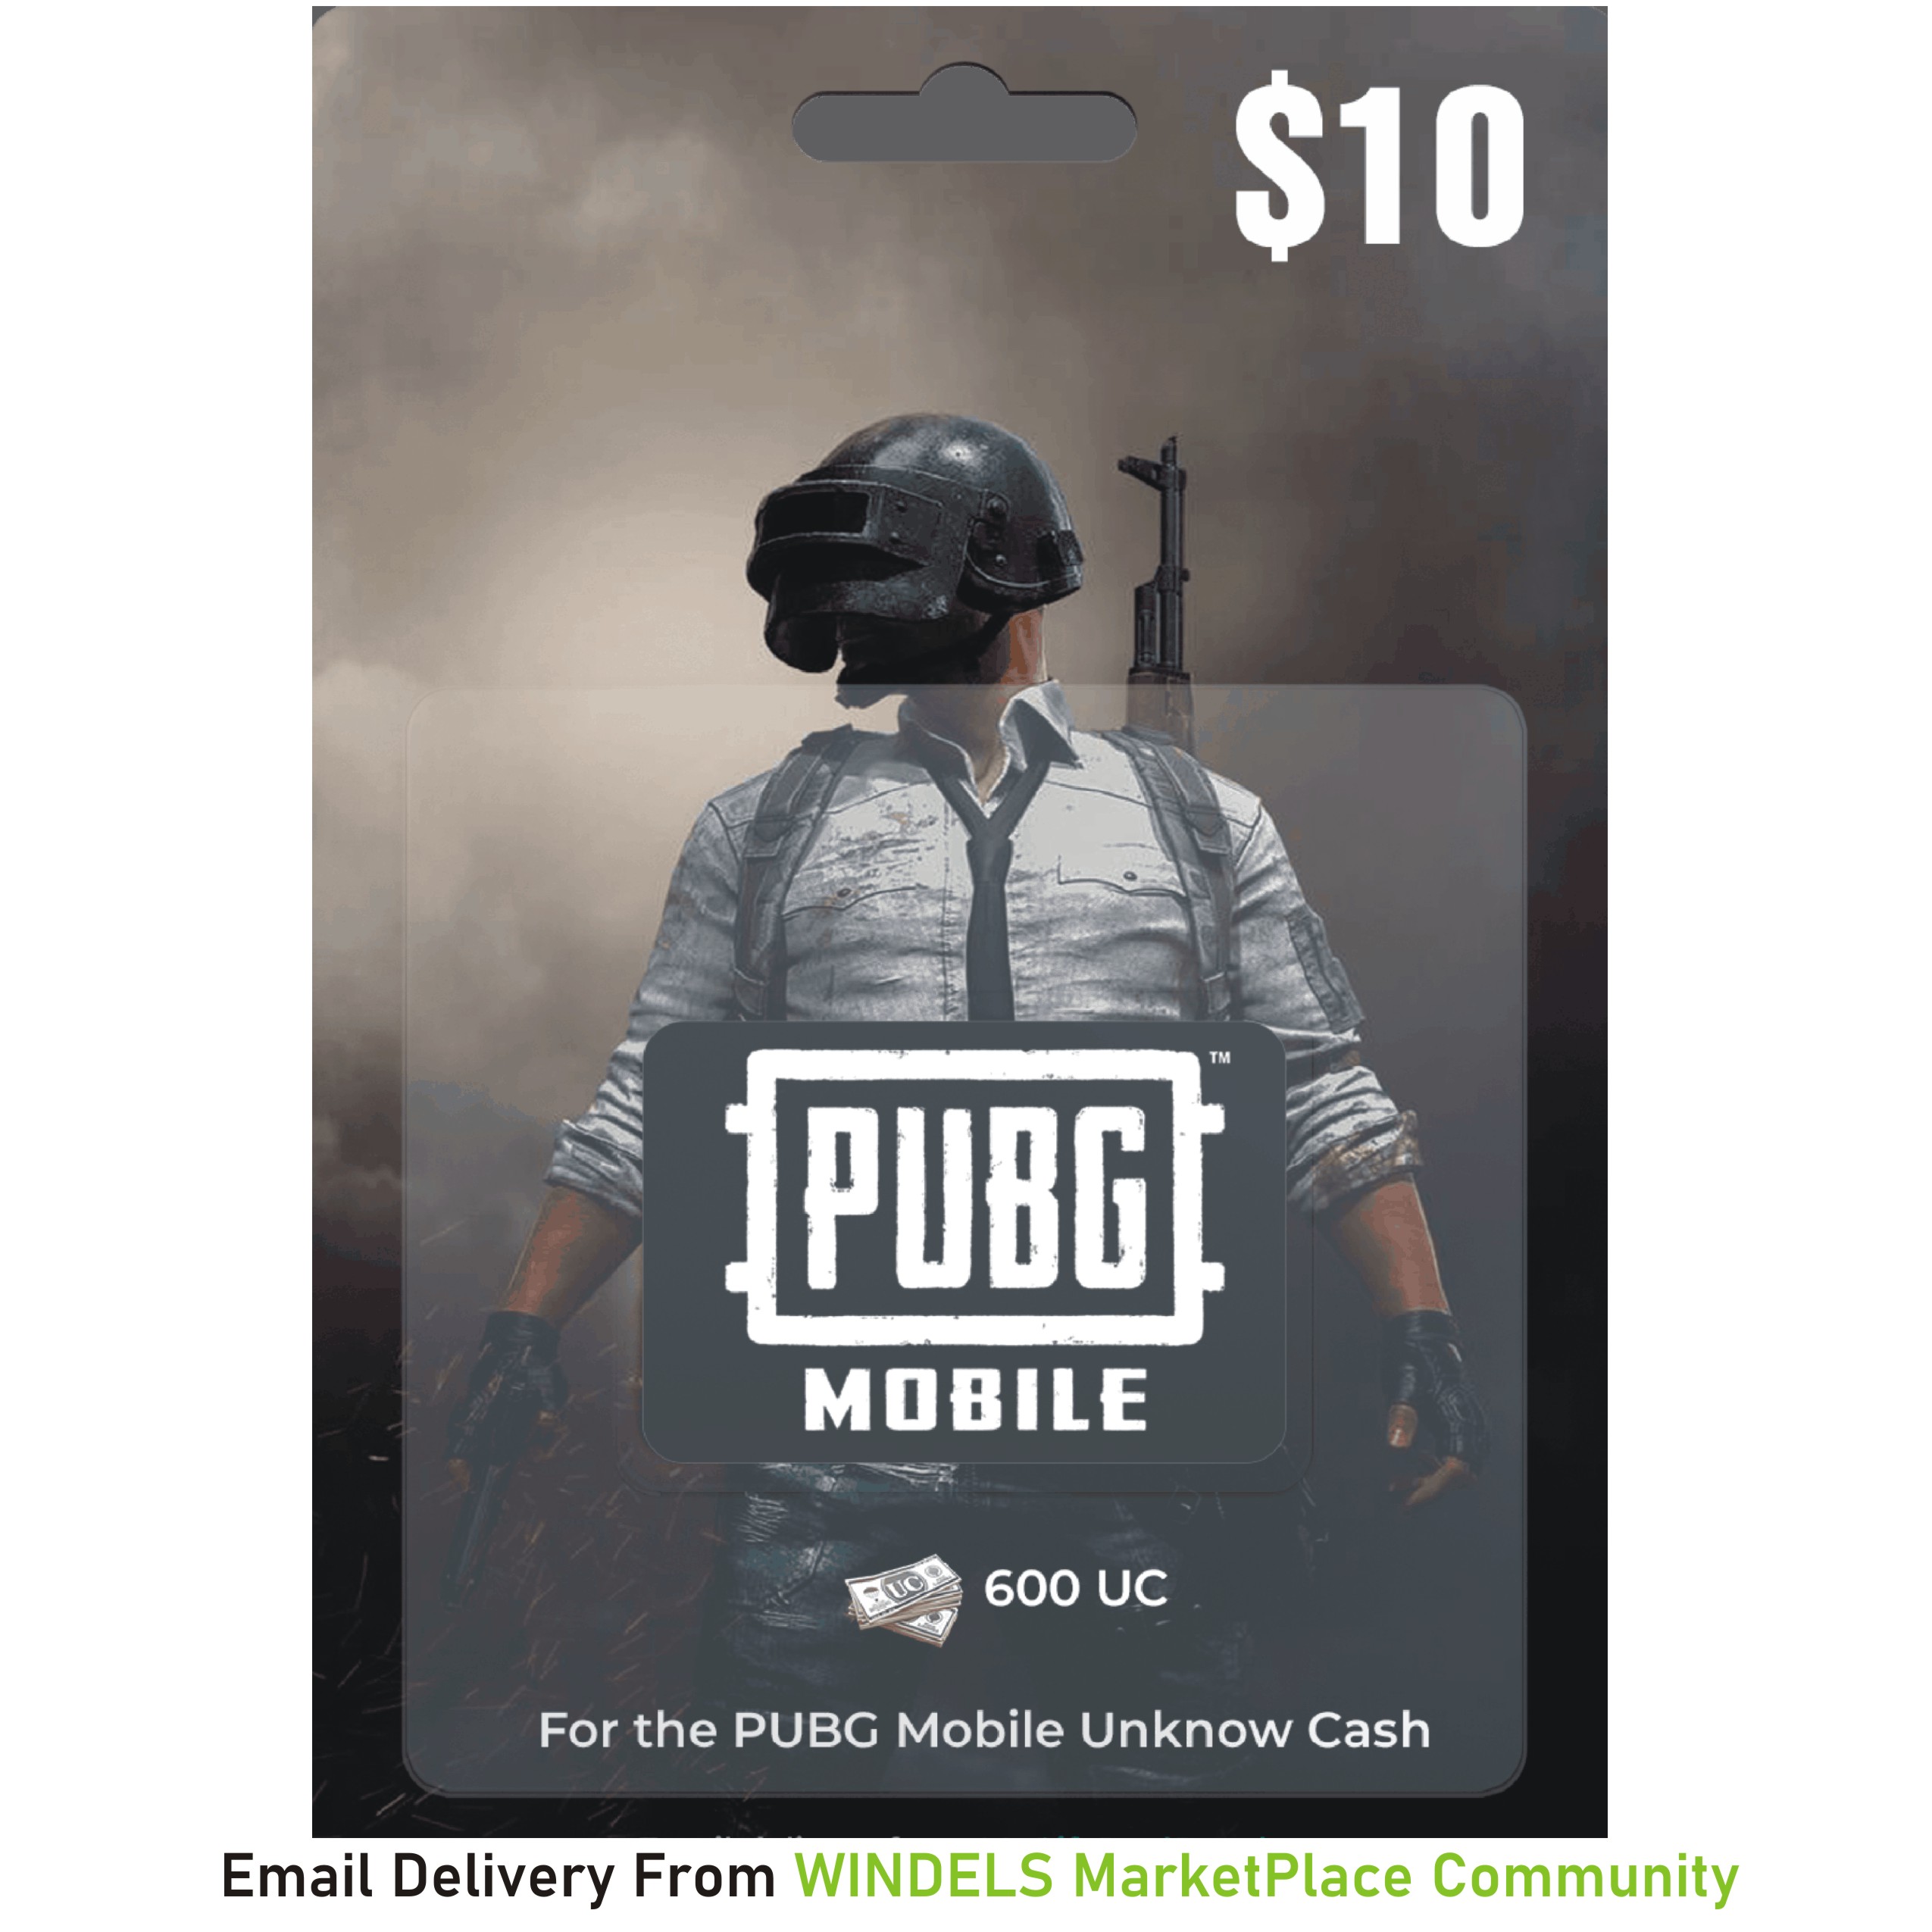 $10
PUBG
TM
MOBILE
UC
600 UC
For the PUBG Mobile Unknow Cash
Email Delivery From WINDELS MarketPlace Community